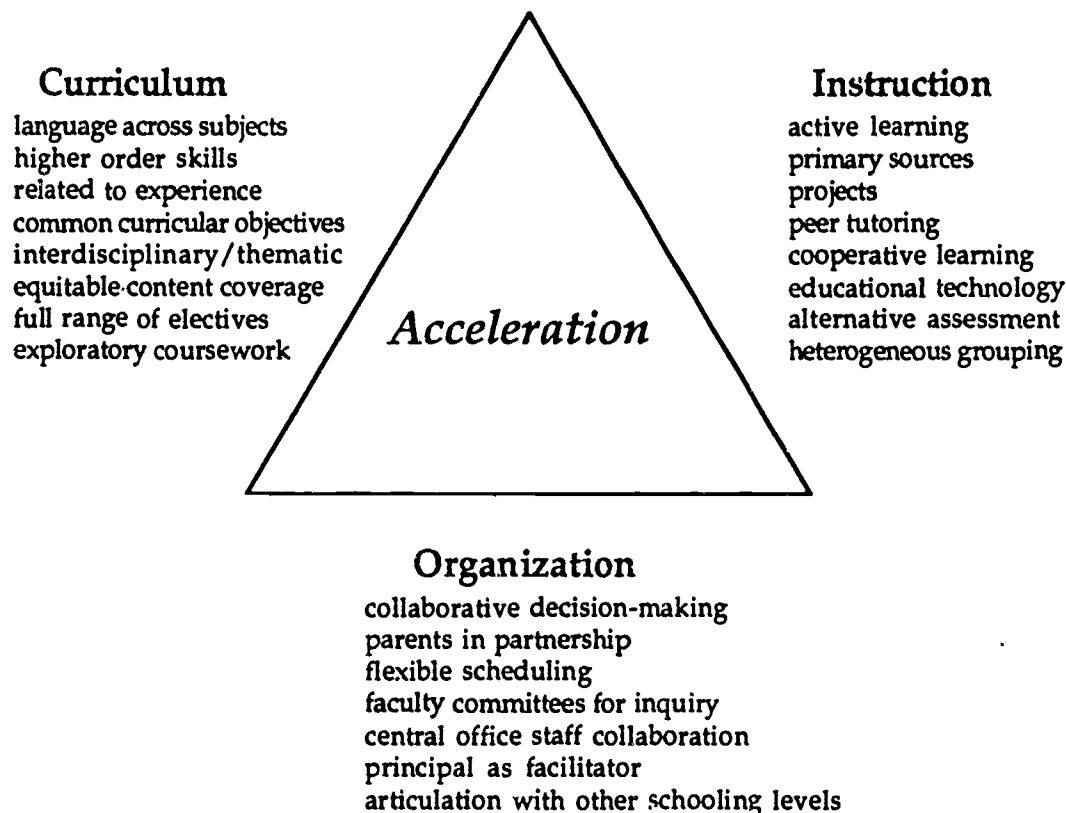 Curriculum
language across subjects
higher order skills
related to experience
common curricular objectives
interdisciplinary/thematic
equitable content coverage
full range of electives
exploratory coursework
Acceleration
Instruction
active learning
primary sources
projects
peer tutoring
cooperative learning
educational technology
alternative assessment
heterogeneous grouping
Organization
collaborative decision-making
parents in partnership
flexible scheduling
faculty committees for inquiry
central office staff collaboration
principal as facilitator
articulation with other schooling levels